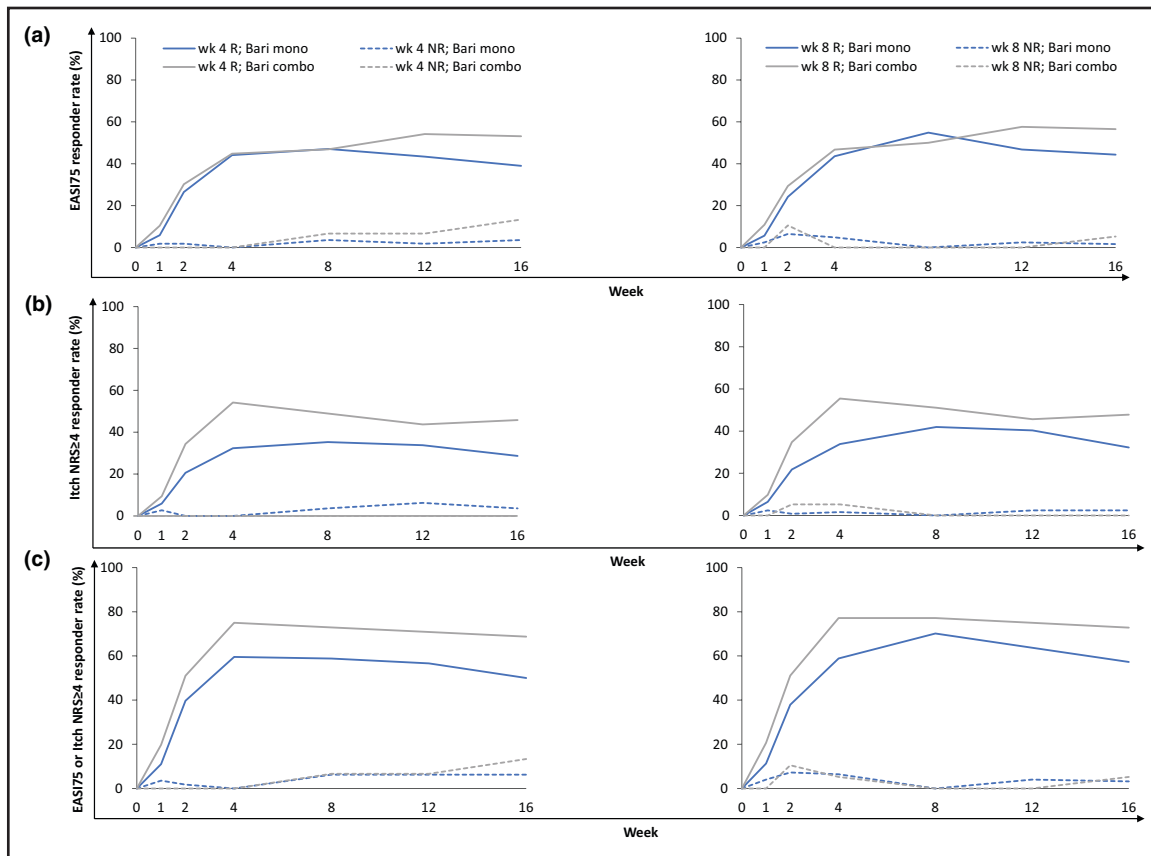 (a)
wk 4 R; Bari mono
wk 4 NR; Bari mono
wk 4 R; Bari combo
wk 4 NR; Bari combo
wk 8 R; Bari mono
wk 8 NR; Bari mono
wk 8 R; Bari combo
wk 8 NR; Bari combo
EASI75 responder rate (%)
100
80
60
40
20
0
0 1 2 4 8 12 16
100
80
60
40
20
0
0 1 2 4 8 12 16
Week
(b)
Itch NRS≥4 responder rate (%)
100
80
60
40
20
0
0 1 2 4 8 12 16
100
80
60
40
20
0
0 1 2 4 8 12 16
Week
(c)
EASI75 or Itch NRS≥4 responder rate (%)
100
80
60
40
20
0
0 1 2 4 8 12 16
100
80
60
40
20
0
0 1 2 4 8 12 16
Week